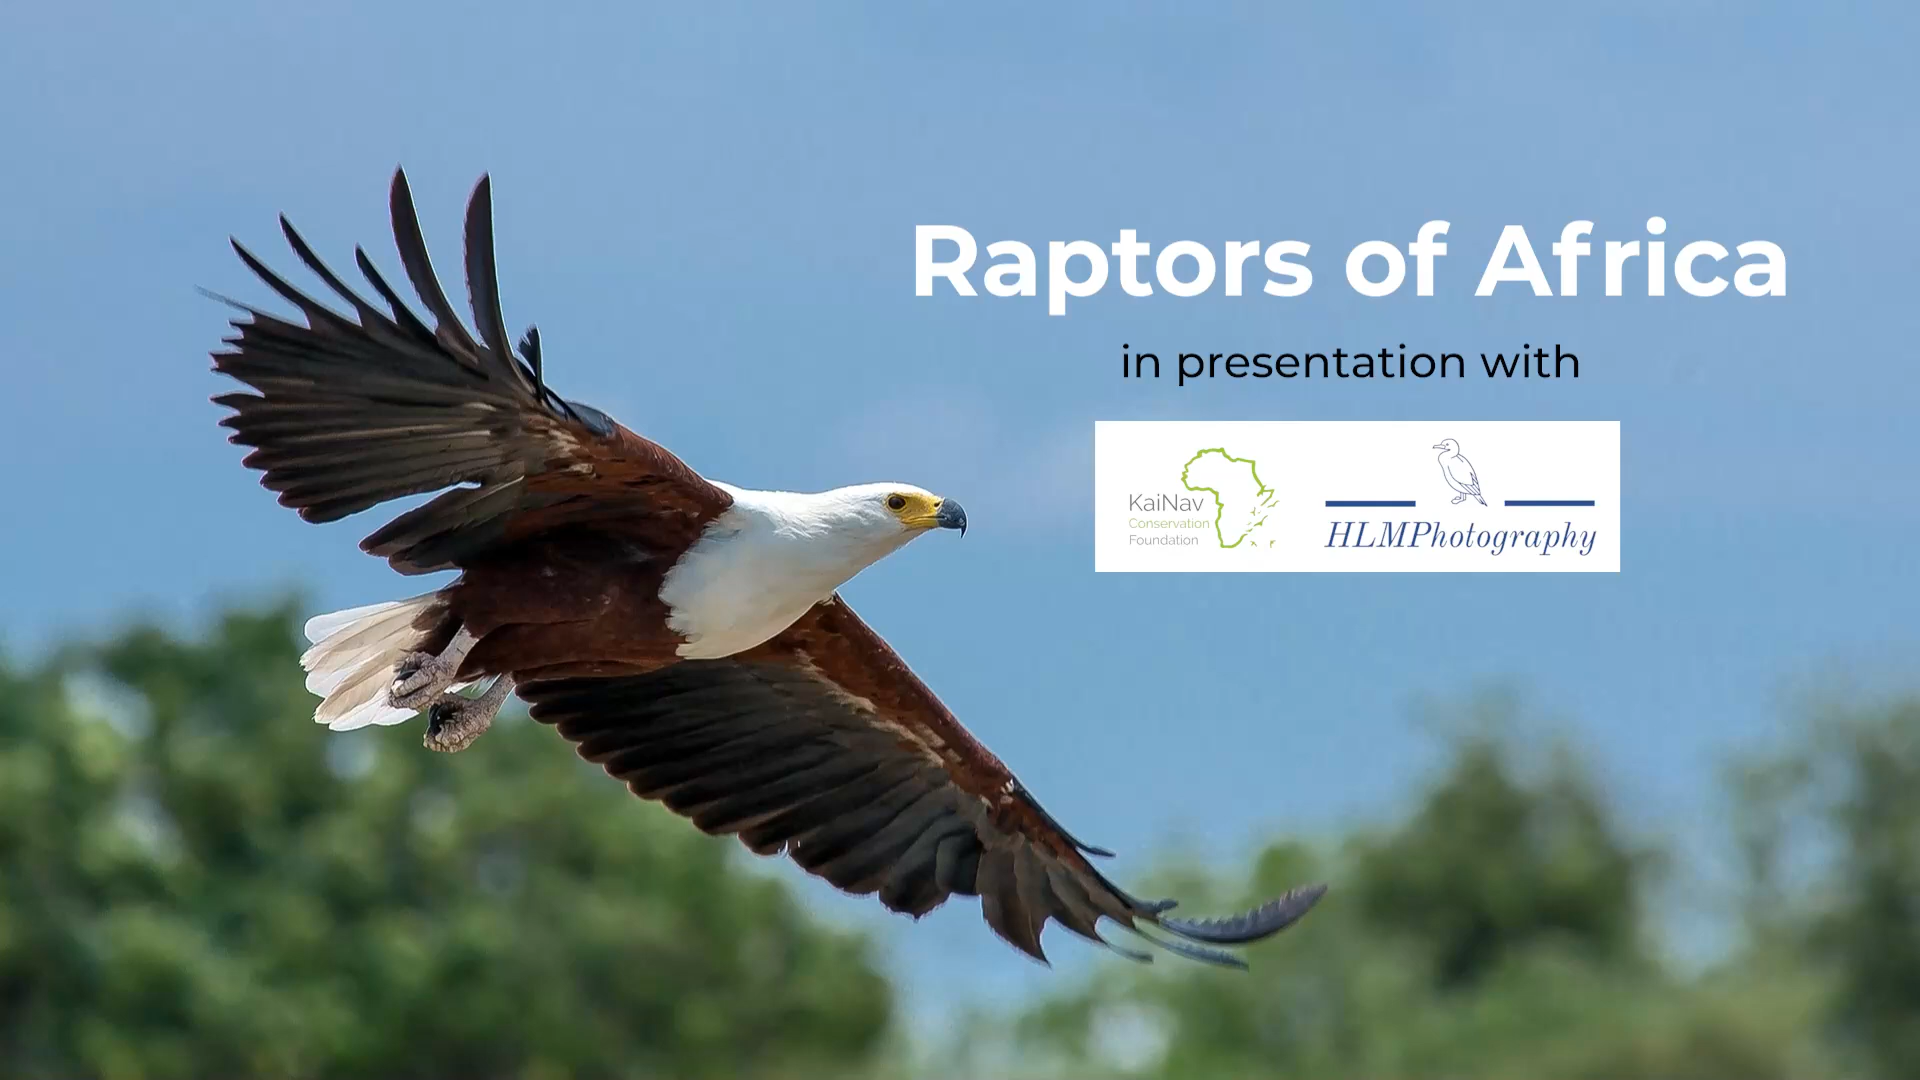 Raptors of Africa
in presentation with
KaiNav
Conservation
Foundation
HLMPhotography